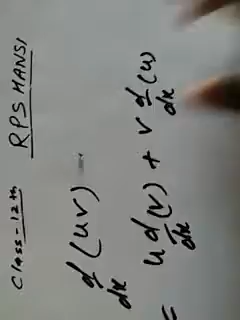 Class-12th RPS HANSI
d/dx (uv)
= u d/dx (v) + v d/dx (u)